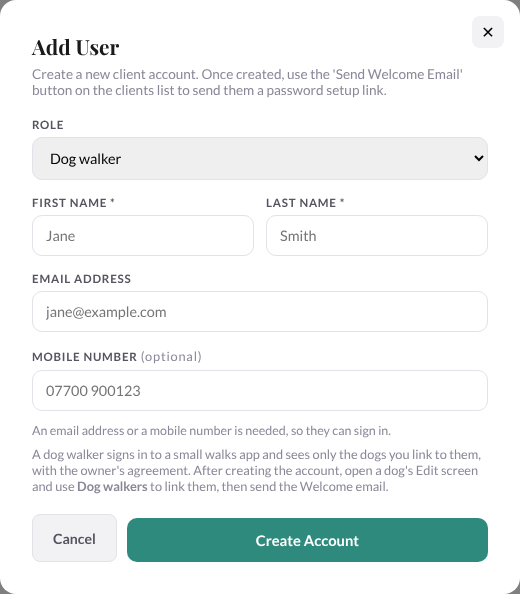 Add User
×
Create a new client account. Once created, use the 'Send Welcome Email'
button on the clients list to send them a password setup link.
ROLE
Dog walker
FIRST NAME *
LAST NAME *
Jane
Smith
EMAIL ADDRESS
jane@example.com
MOBILE NUMBER (optional)
07700 900123
An email address or a mobile number is needed, so they can sign in.
A dog walker signs in to a small walks app and sees only the dogs you link to them,
with the owner's agreement. After creating the account, open a dog's Edit screen
and use Dog walkers to link them, then send the Welcome email.
Cancel
Create Account